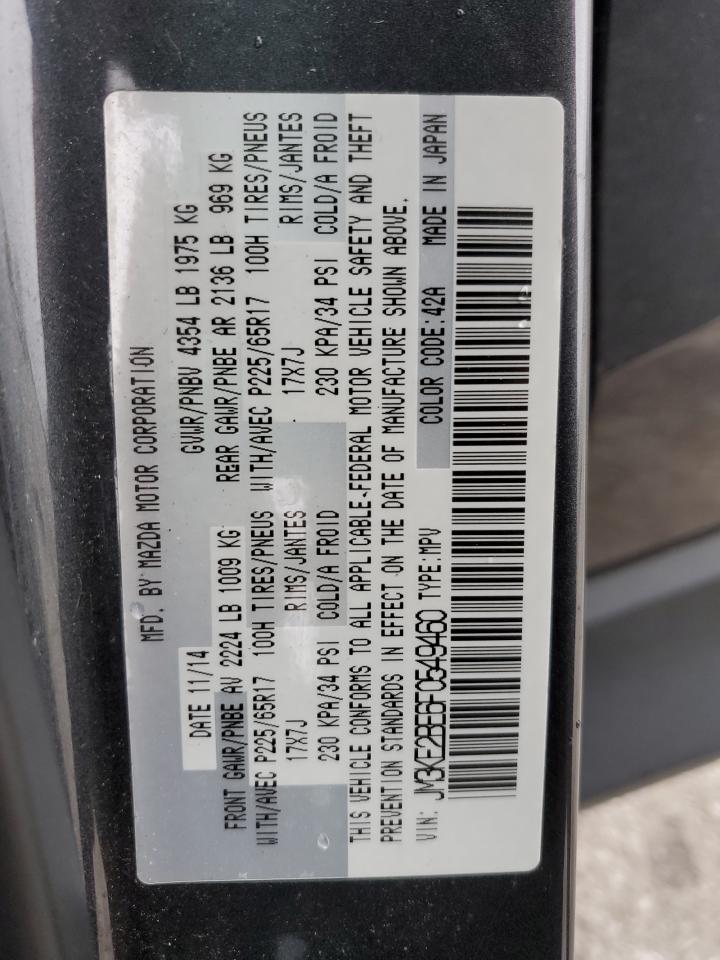 MFD. BY MAZDA MOTOR CORPORATION
DATE 11/14 GVWR/PNBV 4354 LB 1975 KG
FRONT GAWR/PNBE AV 2224 LB 1009 KG REAR GAWR/PNBE AR 2136 LB 969 KG
WITH/AVEC P225/65R17 100H TIRES/PNEUS WITH/AVEC P225/65R17 100H TIRES/PNEUS
17X7J RIMS/JANTES 17X7J RIMS/JANTES
230 KPA/34 PSI COLD/A FROID 230 KPA/34 PSI COLD/A FROID
THIS VEHICLE CONFORMS TO ALL APPLICABLE-FEDERAL MOTOR VEHICLE SAFETY AND THEFT
PREVENTION STANDARDS IN EFFECT ON THE DATE OF MANUFACTURE SHOWN ABOVE.
VIN: JM3KE2BE6F0549460 TYPE:MPV COLOR CODE:42A MADE IN JAPAN